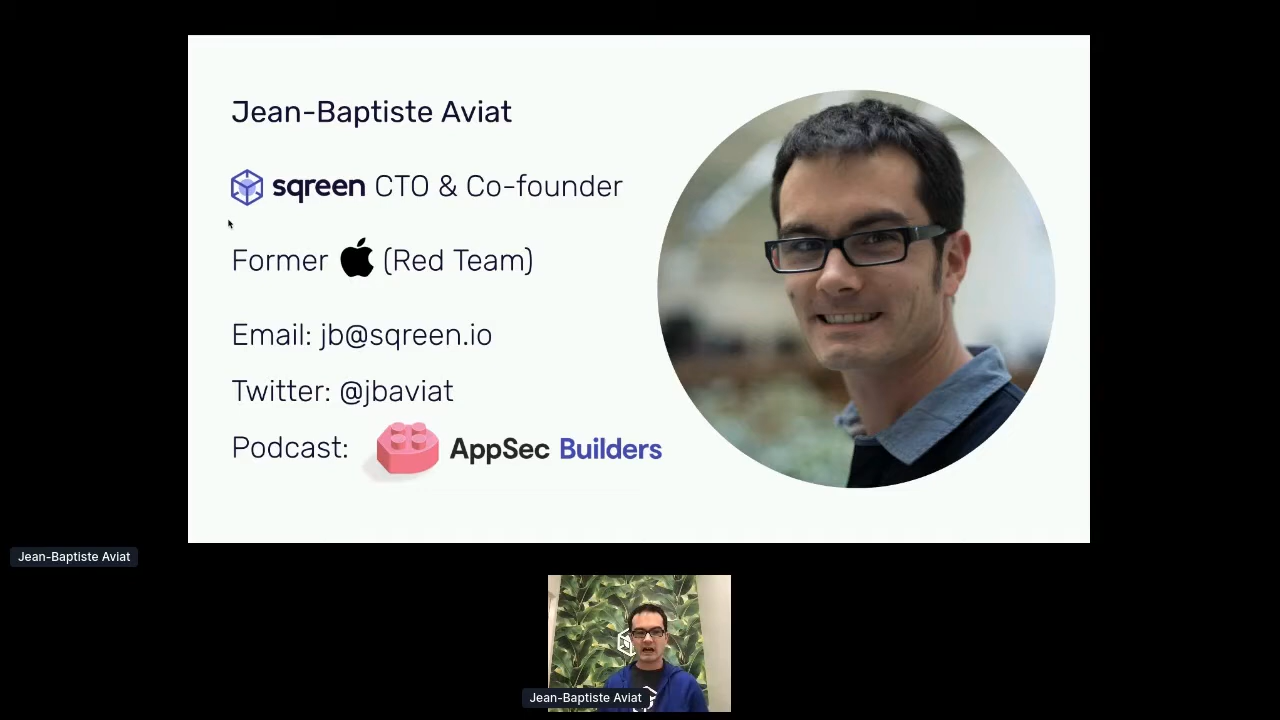 Jean-Baptiste Aviat
sqreen CTO & Co-founder
Former (Red Team)
Email: jb@sqreen.io
Twitter: @jbaviat
Podcast: AppSec Builders
Jean-Baptiste Aviat
Jean-Baptiste Aviat